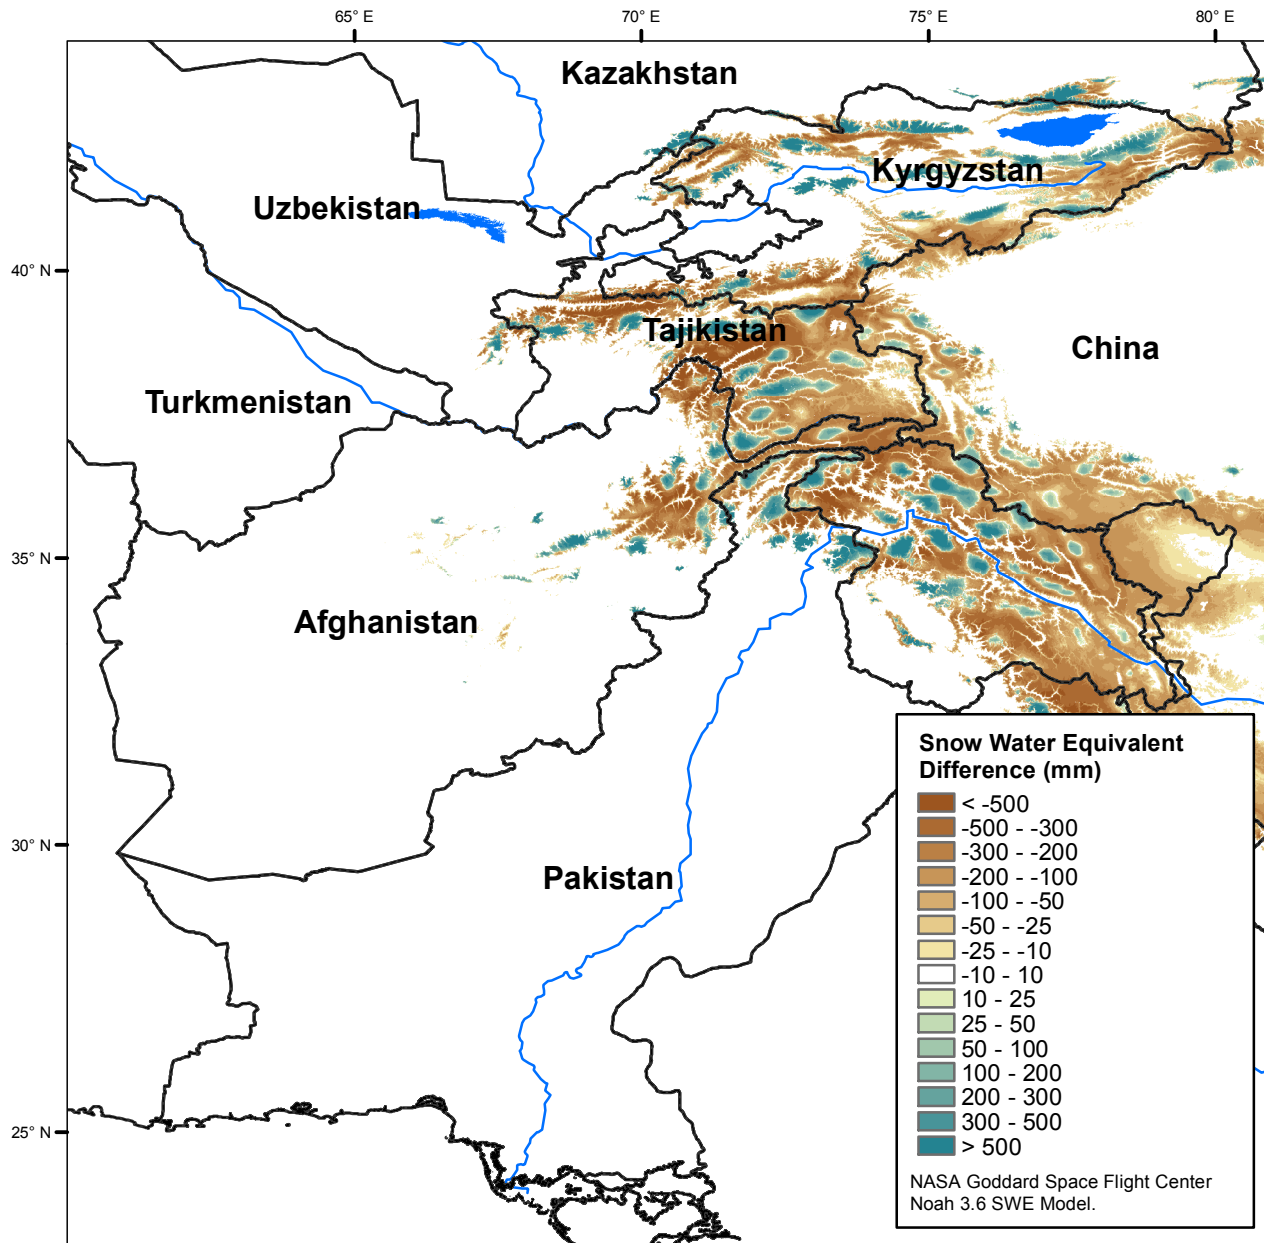 65° E
70° E
75° E
80° E
Kazakhstan
Kyrgyzstan
Uzbekistan
40° N
Tajikistan
China
Turkmenistan
35° N
Afghanistan
Snow Water Equivalent
Difference (mm)
< -500
-500 - -300
-300 - -200
-200 - -100
-100 - -50
-50 - -25
-25 - -10
-10 - 10
10 - 25
25 - 50
50 - 100
100 - 200
200 - 300
300 - 500
> 500
30° N
Pakistan
25° N
NASA Goddard Space Flight Center
Noah 3.6 SWE Model.